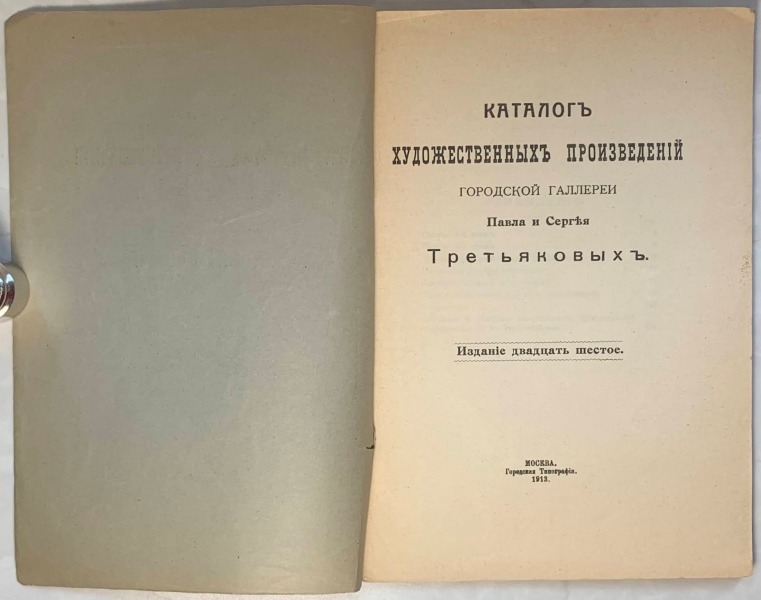 КАТАЛОГЪ
ХУДОЖЕСТВЕННЫХЪ ПРОИЗВЕДЕНІЙ
ГОРОДСКОЙ ГАЛЛЕРЕИ
Павла и Сергѣя
Третьяковыхъ.
Изданіе двадцать шестое.
МОСКВА.
Городская Типографія.
1913.